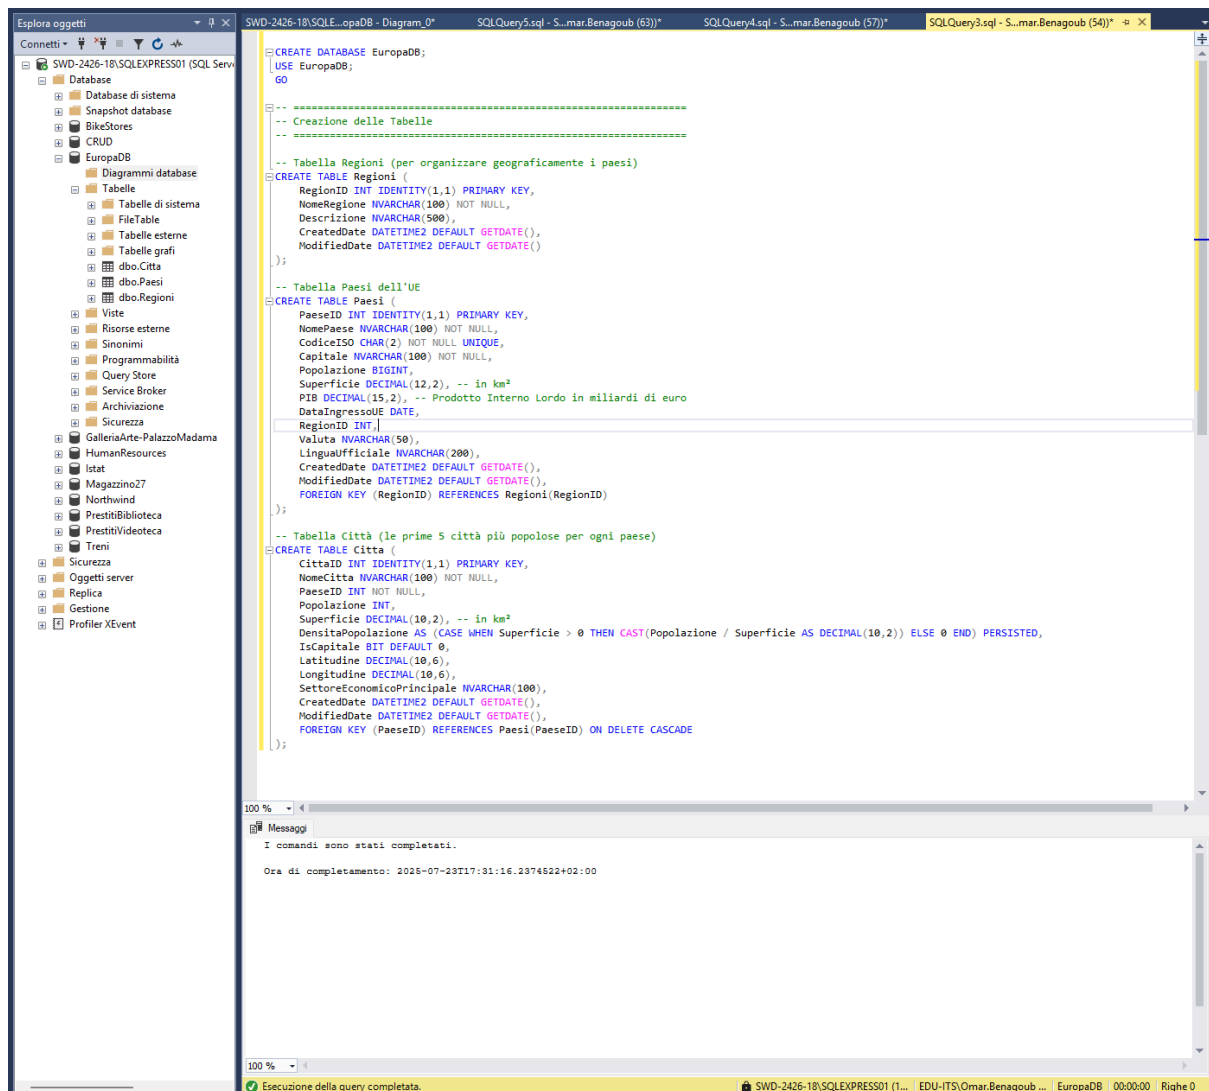 Esplora oggetti
Connetti
SWD-2426-18\SQLEXPRESS01 (SQL Serv
Database
Database di sistema
Snapshot database
BikeStores
CRUD
EuropaDB
Diagrammi database
Tabelle
Tabelle di sistema
FileTable
Tabelle esterne
Tabelle grafi
dbo.Citta
dbo.Paesi
dbo.Regioni
Viste
Risorse esterne
Sinonimi
Programmabilità
Query Store
Service Broker
Archiviazione
Sicurezza
GalleriaArte-PalazzoMadama
HumanResources
Istat
Magazzino27
Northwind
PrestitiBiblioteca
PrestitiVideoteca
Treni
Sicurezza
Oggetti server
Replica
Gestione
Profiler XEvent
SWD-2426-18\SQLE...opaDB - Diagram_0* SQLQuery5.sql - S...mar.Benagoub (63))* SQLQuery4.sql - S...mar.Benagoub (57))* SQLQuery3.sql - S...mar.Benagoub (54))*
CREATE DATABASE EuropaDB;
USE EuropaDB;
GO
-- =================================================================
-- Creazione delle Tabelle
-- =================================================================
-- Tabella Regioni (per organizzare geograficamente i paesi)
CREATE TABLE Regioni (
RegionID INT IDENTITY(1,1) PRIMARY KEY,
NomeRegione NVARCHAR(100) NOT NULL,
Descrizione NVARCHAR(500),
CreatedDate DATETIME2 DEFAULT GETDATE(),
ModifiedDate DATETIME2 DEFAULT GETDATE()
);
-- Tabella Paesi dell'UE
CREATE TABLE Paesi (
PaeseID INT IDENTITY(1,1) PRIMARY KEY,
NomePaese NVARCHAR(100) NOT NULL,
CodiceISO CHAR(2) NOT NULL UNIQUE,
Capitale NVARCHAR(100) NOT NULL,
Popolazione BIGINT,
Superficie DECIMAL(12,2), -- in km²
PIB DECIMAL(15,2), -- Prodotto Interno Lordo in miliardi di euro
DataIngressoUE DATE,
RegionID INT,
Valuta NVARCHAR(50),
LinguaUfficiale NVARCHAR(200),
CreatedDate DATETIME2 DEFAULT GETDATE(),
ModifiedDate DATETIME2 DEFAULT GETDATE(),
FOREIGN KEY (RegionID) REFERENCES Regioni(RegionID)
);
-- Tabella Città (le prime 5 città più popolose per ogni paese)
CREATE TABLE Citta (
CittaID INT IDENTITY(1,1) PRIMARY KEY,
NomeCitta NVARCHAR(100) NOT NULL,
PaeseID INT NOT NULL,
Popolazione INT,
Superficie DECIMAL(10,2), -- in km²
DensitaPopolazione AS (CASE WHEN Superficie > 0 THEN CAST(Popolazione / Superficie AS DECIMAL(10,2)) ELSE 0 END) PERSISTED,
IsCapitale BIT DEFAULT 0,
Latitudine DECIMAL(10,6),
Longitudine DECIMAL(10,6),
SettoreEconomicoPrincipale NVARCHAR(100),
CreatedDate DATETIME2 DEFAULT GETDATE(),
ModifiedDate DATETIME2 DEFAULT GETDATE(),
FOREIGN KEY (PaeseID) REFERENCES Paesi(PaeseID) ON DELETE CASCADE
);
100 %
Messaggi
I comandi sono stati completati.
Ora di completamento: 2025-07-23T17:31:16.2374522+02:00
100 %
Esecuzione della query completata. SWD-2426-18\SQLEXPRESS01 (1... EDU-ITS\Omar.Benagoub ... EuropaDB 00:00:00 Righe 0